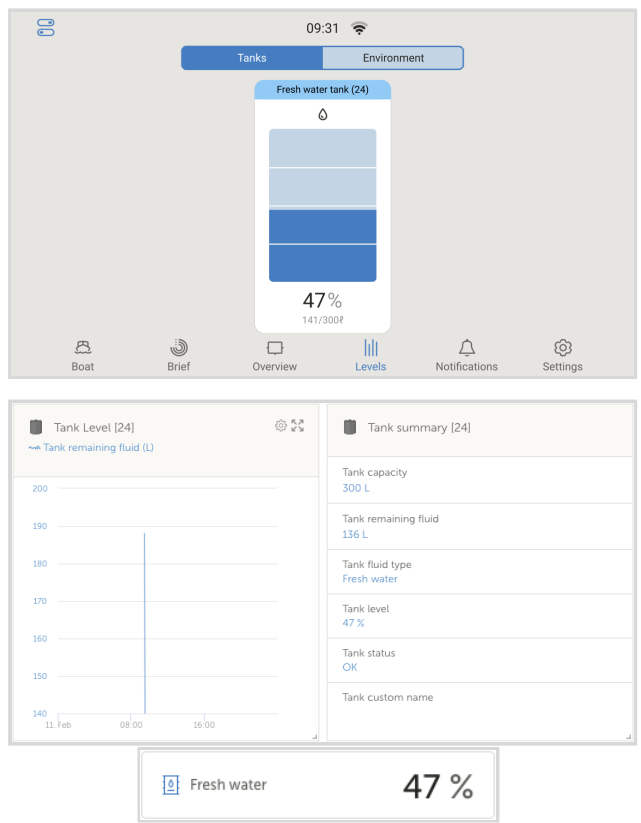 09:31
Tanks Environment
Fresh water tank (24)
47%
141/300ℓ
Boat Brief Overview Levels Notifications Settings
Tank Level [24]
Tank remaining fluid (L)
200
190
180
170
160
150
140
11. Feb 08:00 16:00
Tank summary [24]
Tank capacity
300 L
Tank remaining fluid
136 L
Tank fluid type
Fresh water
Tank level
47 %
Tank status
OK
Tank custom name
Fresh water 47 %